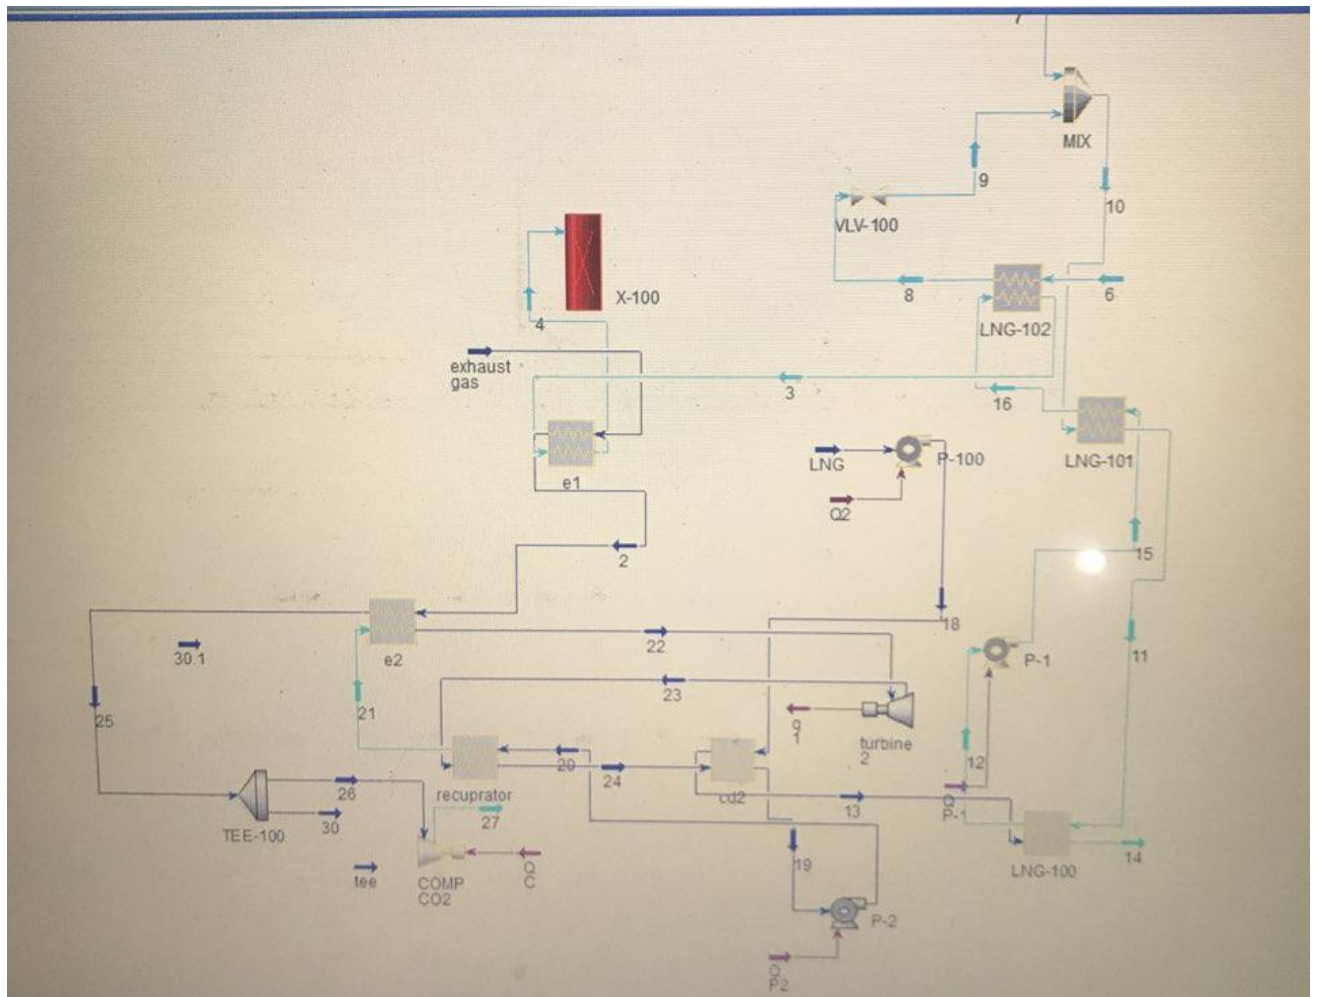 7
MIX
9
10
VLV-100
8
6
LNG-102
X-100
4
exhaust
gas
3
16
LNG-101
LNG
P-100
e1
Q2
2
15
18
30.1
e2
22
P-1
11
23
25
21
q
1
turbine
2
12
20
24
recuprator
cd2
26
Q
P-1
13
TEE-100
30
27
14
LNG-100
19
tee
COMP
CO2
Q
C
P-2
Q
P2